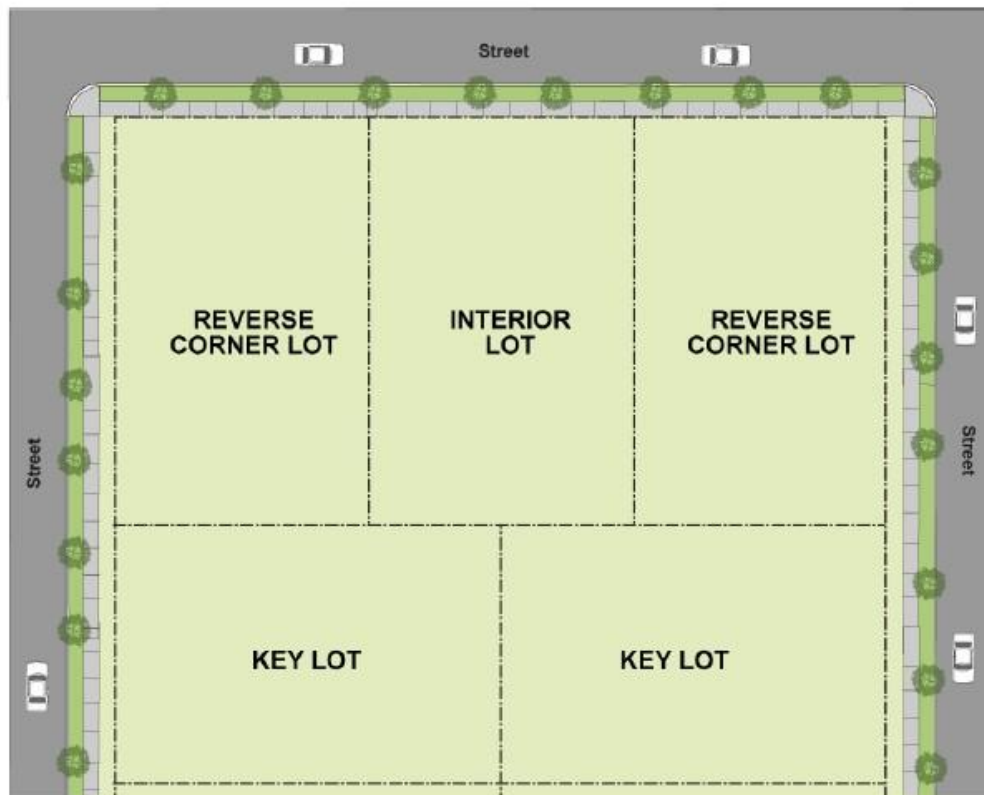 Street
REVERSE
CORNER LOT
INTERIOR
LOT
REVERSE
CORNER LOT
Street
Street
KEY LOT
KEY LOT